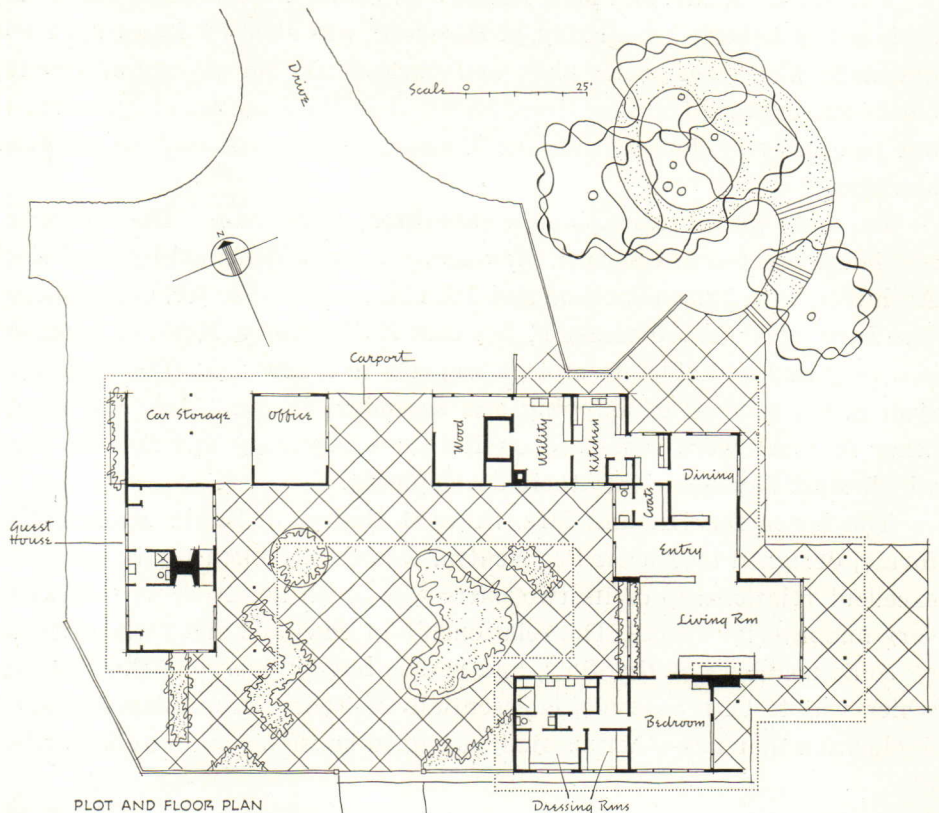 Drive
Scale 0 25'
N
Carport
Car Storage
Office
Wood
Utility
Kitchen
Dining
Coats
Guest
House
Entry
Living Rm
Bedroom
PLOT AND FLOOR PLAN
Dressing Rms